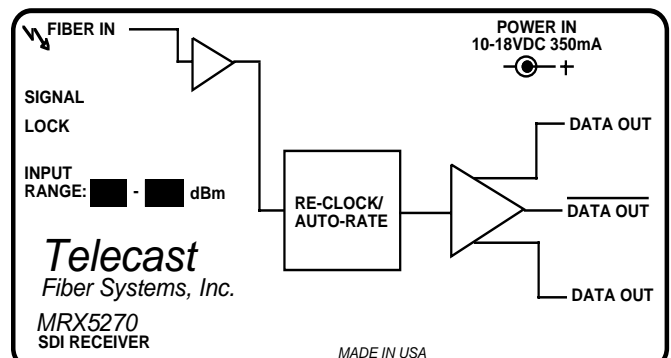 FIBER IN
POWER IN
10-18VDC 350mA
SIGNAL
LOCK
DATA OUT
INPUT
RANGE: - dBm
RE-CLOCK/
AUTO-RATE
DATA OUT
Telecast
Fiber Systems, Inc.
DATA OUT
MRX5270
SDI RECEIVER
MADE IN USA